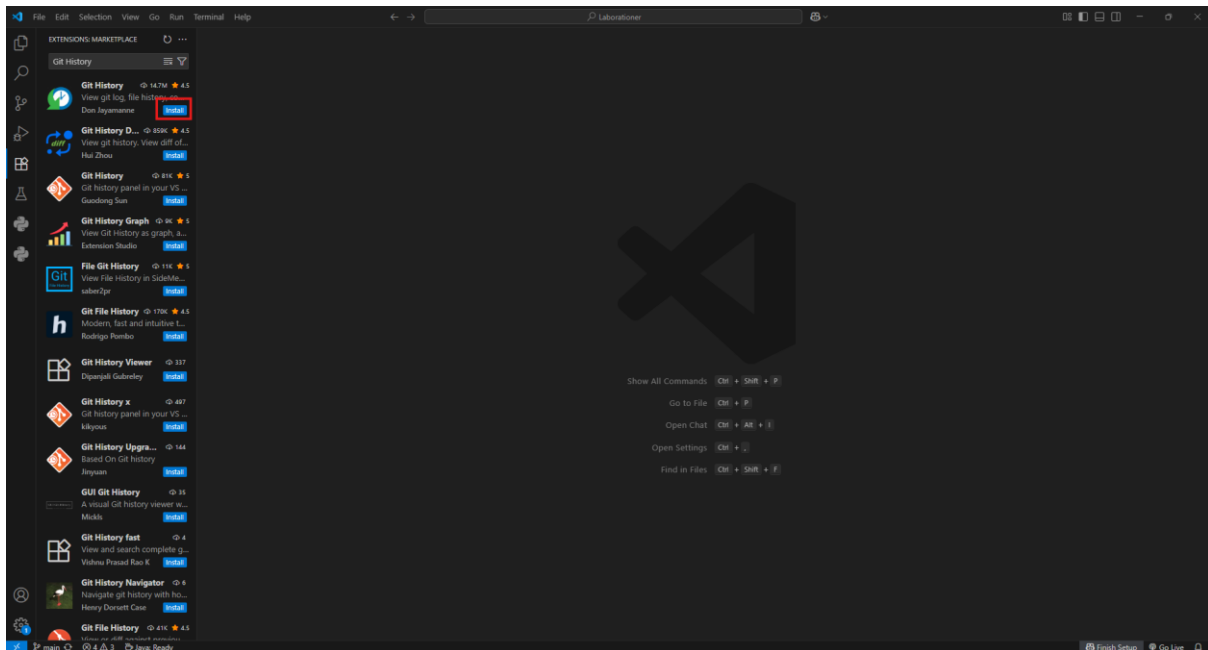 File Edit Selection View Go Run Terminal Help
Laborationer
EXTENSIONS: MARKETPLACE
Git History
Git History 14.7M 4.5
View git log, file history, co...
Don Jayamanne Install
Git History D... 859K 4.5
View git history. View diff of...
Hui Zhou Install
Git History 81K 5
Git history panel in your VS ...
Guodong Sun Install
Git History Graph 9K 5
View Git History as graph, a...
Extension Studio Install
File Git History 11K 5
View File History in SideMe...
saber2pr Install
Git File History 170K 4.5
Modern, fast and intuitive t...
Rodrigo Pombo Install
Git History Viewer 337
Dipanjali Gubreley Install
Git History x 497
Git history panel in your VS ...
kikyous Install
Git History Upgra... 144
Based On Git history
Jinyuan Install
GUI Git History 35
A visual Git history viewer w...
Mickls Install
Git History fast 4
View and search complete g...
Vishnu Prasad Rao K Install
Git History Navigator 6
Navigate git history with ho...
Henry Dorsett Case Install
Git File History 41K 4.5
View or diff against previou...
Show All Commands Ctrl + Shift + P
Go to File Ctrl + P
Open Chat Ctrl + Alt + I
Open Settings Ctrl + ,
Find in Files Ctrl + Shift + F
diff
Git
h
1
main 4 3 Java: Ready
Finish Setup Go Live